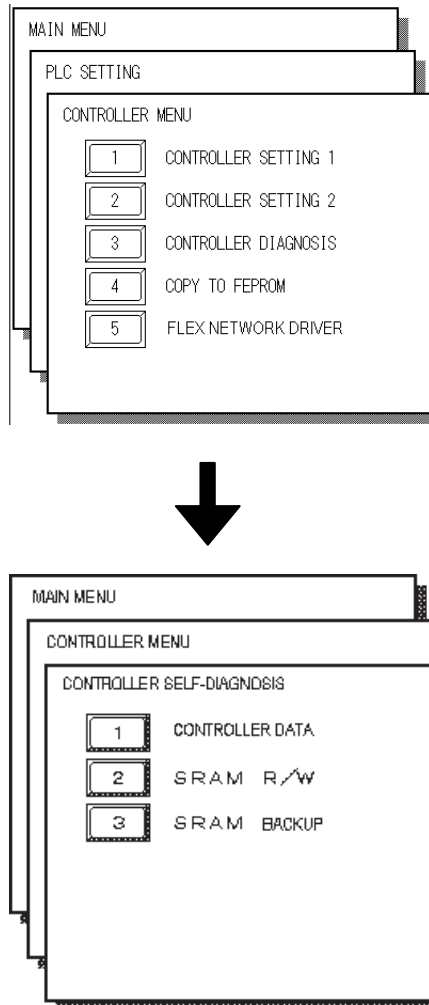 MAIN MENU
PLC SETTING
CONTROLLER MENU
1 CONTROLLER SETTING 1
2 CONTROLLER SETTING 2
3 CONTROLLER DIAGNOSIS
4 COPY TO FEPROM
5 FLEX NETWORK DRIVER
MAIN MENU
CONTROLLER MENU
CONTROLLER SELF-DIAGNOSIS
1 CONTROLLER DATA
2 SRAM R/W
3 SRAM BACKUP